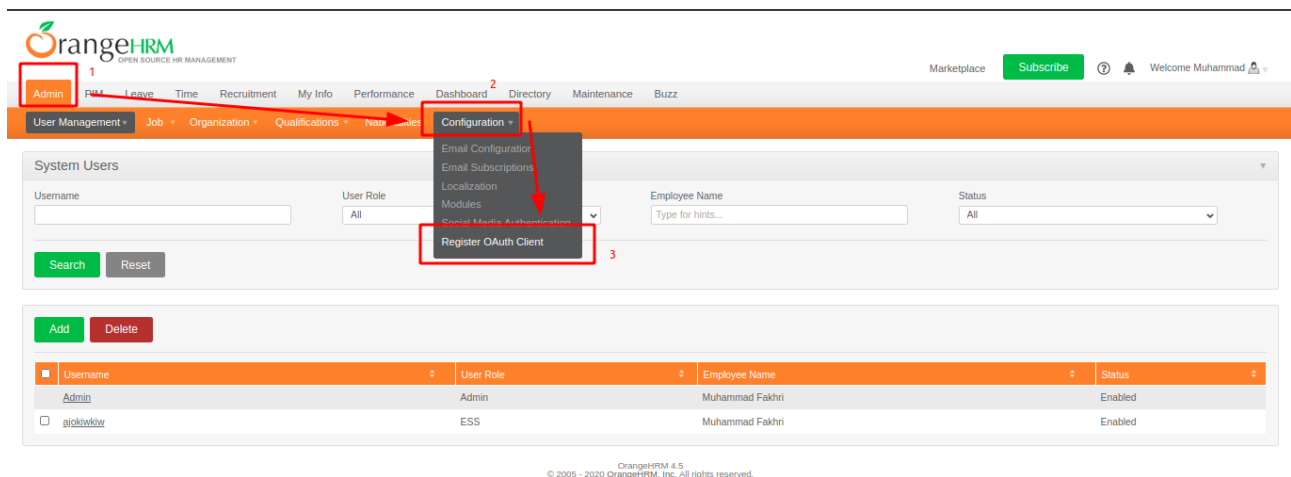 OrangeHRM
OPEN SOURCE HR MANAGEMENT
Marketplace Subscribe ? Welcome Muhammad
1
2
Admin PIM Leave Time Recruitment My Info Performance Dashboard Directory Maintenance Buzz
User Management Job Organization Qualifications Nationalities Configuration
Email Configuration
Email Subscriptions
Localization
Modules
Social Media Authentication
Register OAuth Client
3
System Users
Username User Role Employee Name Status
All Type for hints... All
Search Reset
Add Delete
Username User Role Employee Name Status
Admin Admin Muhammad Fakhri Enabled
ajokiwkiw ESS Muhammad Fakhri Enabled
OrangeHRM 4.5
© 2005 - 2020 OrangeHRM, Inc. All rights reserved.